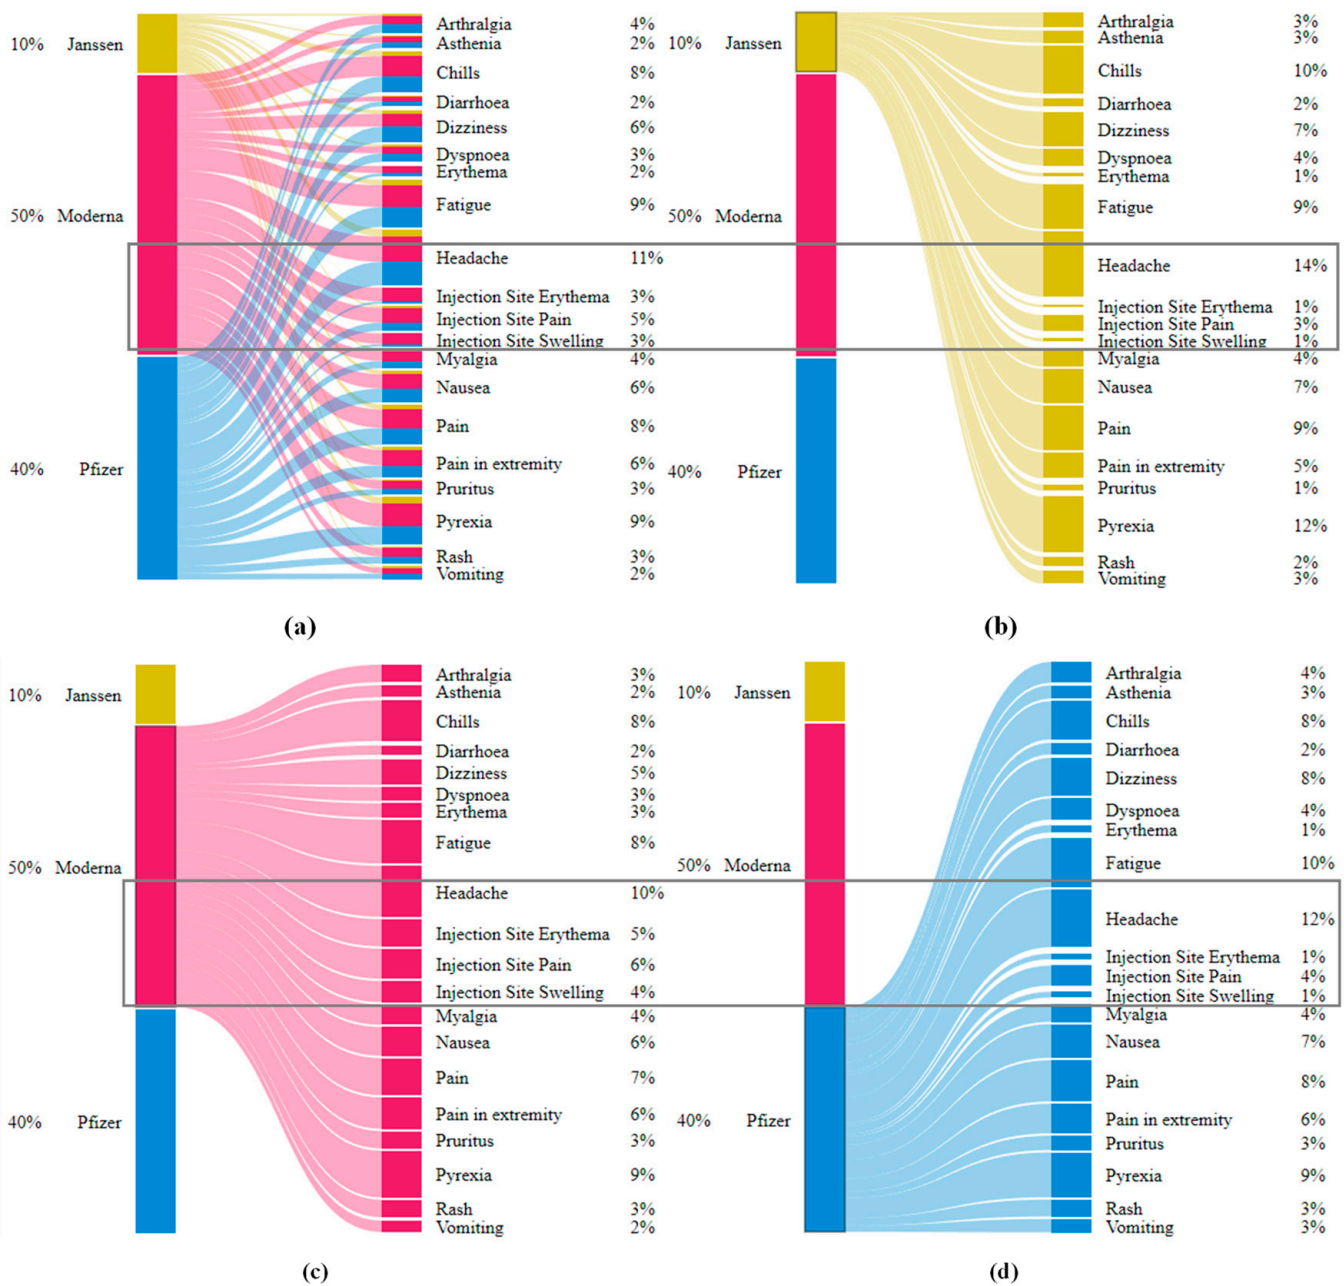 Arthralgia 4%
Asthenia 2%
10% Janssen
Chills 8%
Diarrhoea 2%
Dizziness 6%
Dyspnoea 3%
Erythema 2%
Fatigue 9%
50% Moderna
Headache 11%
Injection Site Erythema 3%
Injection Site Pain 5%
Injection Site Swelling 3%
Myalgia 4%
Nausea 6%
Pain 8%
Pain in extremity 6%
40% Pfizer
Pruritus 3%
Pyrexia 9%
Rash 3%
Vomiting 2%
(a)
Arthralgia 3%
Asthenia 3%
10% Janssen
Chills 10%
Diarrhoea 2%
Dizziness 7%
Dyspnoea 4%
Erythema 1%
Fatigue 9%
50% Moderna
Headache 14%
Injection Site Erythema 1%
Injection Site Pain 3%
Injection Site Swelling 1%
Myalgia 4%
Nausea 7%
Pain 9%
Pain in extremity 5%
40% Pfizer
Pruritus 1%
Pyrexia 12%
Rash 2%
Vomiting 3%
(b)
Arthralgia 3%
Asthenia 2%
10% Janssen
Chills 8%
Diarrhoea 2%
Dizziness 5%
Dyspnoea 3%
Erythema 3%
Fatigue 8%
50% Moderna
Headache 10%
Injection Site Erythema 5%
Injection Site Pain 6%
Injection Site Swelling 4%
Myalgia 4%
Nausea 6%
Pain 7%
Pain in extremity 6%
40% Pfizer
Pruritus 3%
Pyrexia 9%
Rash 3%
Vomiting 2%
(c)
Arthralgia 4%
Asthenia 3%
10% Janssen
Chills 8%
Diarrhoea 2%
Dizziness 8%
Dyspnoea 4%
Erythema 1%
Fatigue 10%
50% Moderna
Headache 12%
Injection Site Erythema 1%
Injection Site Pain 4%
Injection Site Swelling 1%
Myalgia 4%
Nausea 7%
Pain 8%
Pain in extremity 6%
40% Pfizer
Pruritus 3%
Pyrexia 9%
Rash 3%
Vomiting 3%
(d)